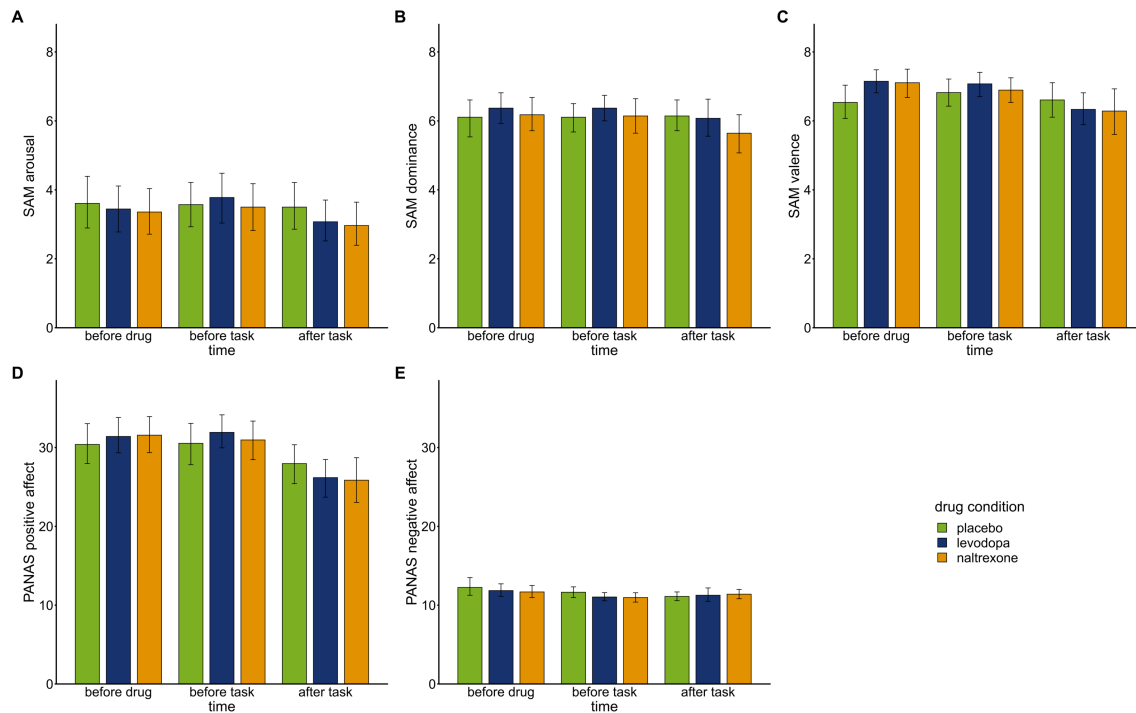 A
SAM arousal
8
6
4
2
0
before drug before task after task
time
B
SAM dominance
8
6
4
2
0
before drug before task after task
time
C
SAM valence
8
6
4
2
0
before drug before task after task
time
D
PANAS positive affect
30
20
10
0
before drug before task after task
time
E
PANAS negative affect
30
20
10
0
before drug before task after task
time
drug condition
placebo
levodopa
naltrexone